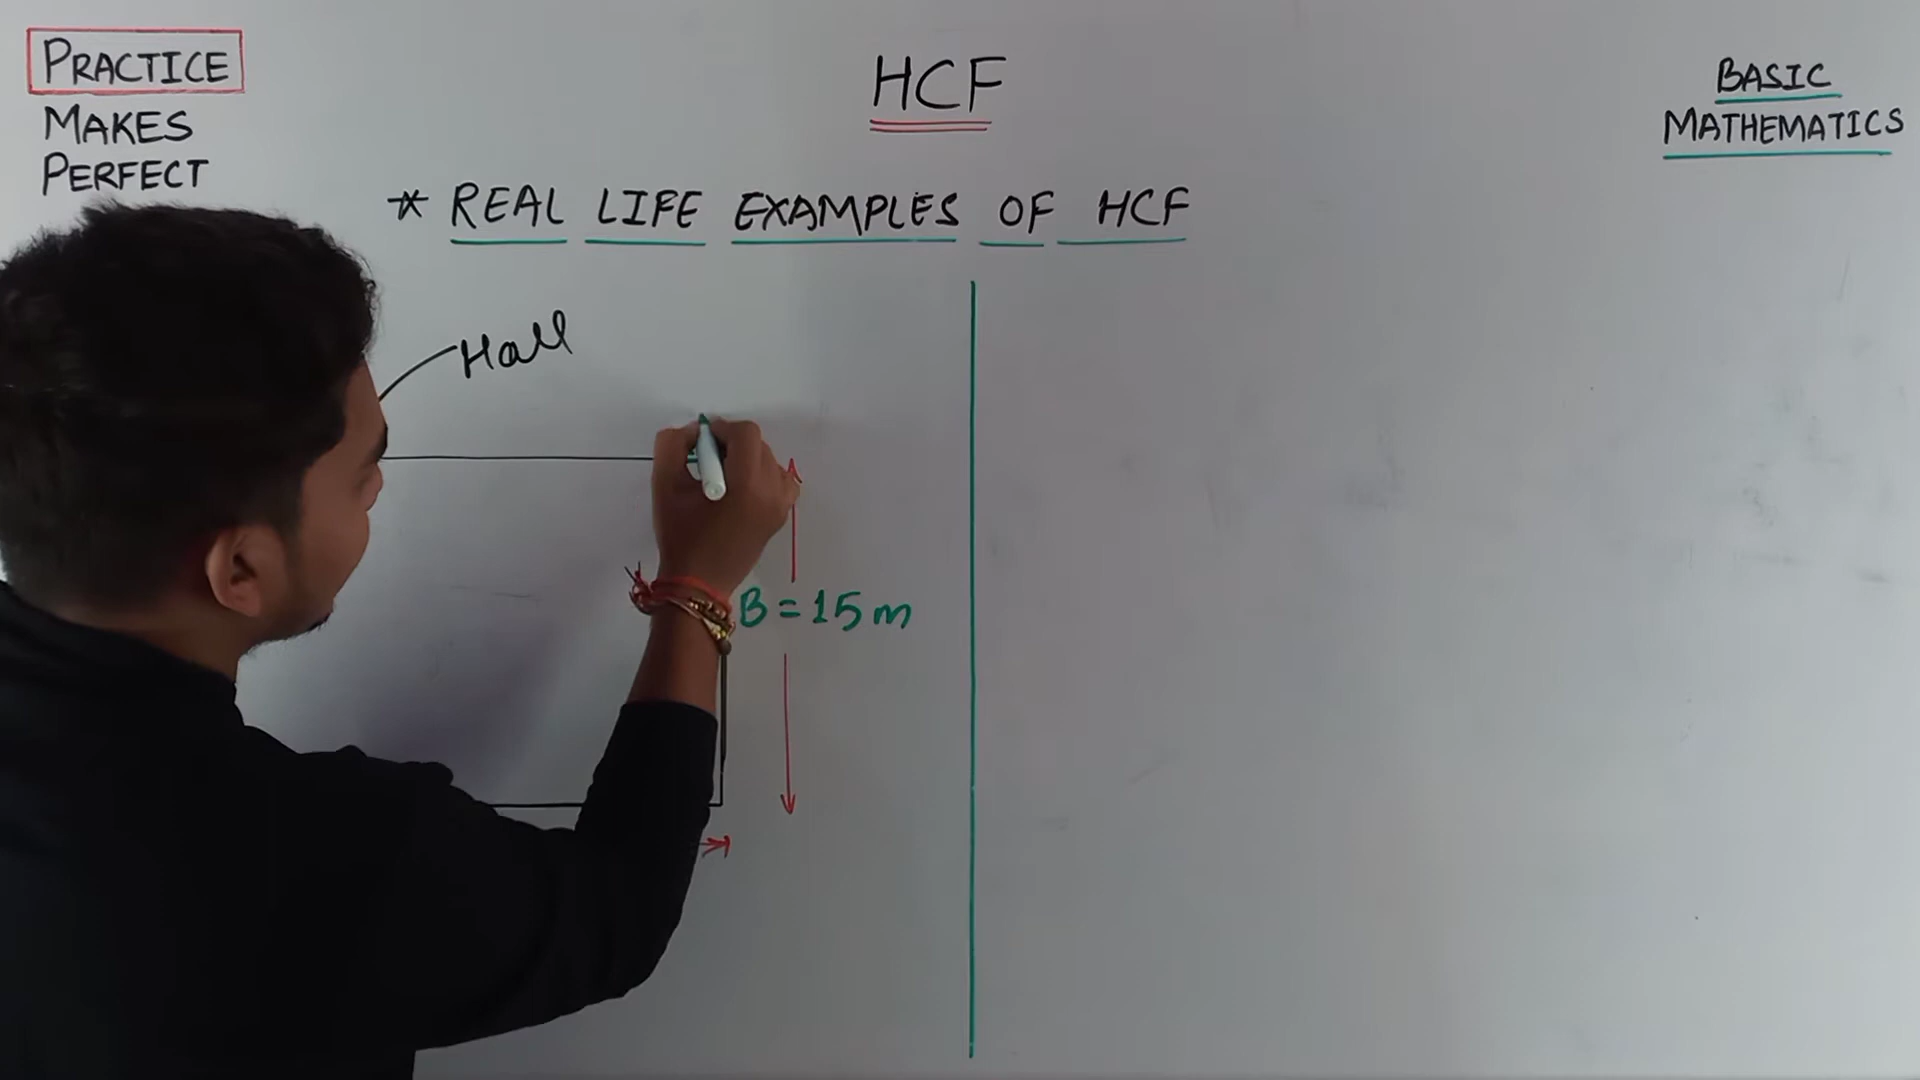 PRACTICE
MAKES
PERFECT
HCF
BASIC
MATHEMATICS
* REAL LIFE EXAMPLES OF HCF
Hall
B = 15 m